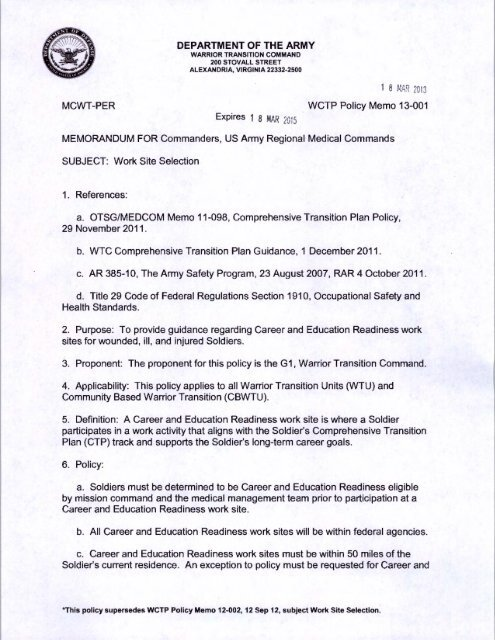 DEPARTMENT OF THE ARMY
WARRIOR TRANSITION COMMAND
200 STOVALL STREET
ALEXANDRIA, VIRGINIA 22332-2500
1 8 MAR 2013
MCWT-PER WCTP Policy Memo 13-001
Expires 1 8 MAR 2015
MEMORANDUM FOR Commanders, US Army Regional Medical Commands
SUBJECT: Work Site Selection
1. References:
a. OTSG/MEDCOM Memo 11-098, Comprehensive Transition Plan Policy,
29 November 2011.
b. WTC Comprehensive Transition Plan Guidance, 1 December 2011.
c. AR 385-10, The Army Safety Program, 23 August 2007, RAR 4 October 2011.
d. Title 29 Code of Federal Regulations Section 1910, Occupational Safety and
Health Standards.
2. Purpose: To provide guidance regarding Career and Education Readiness work
sites for wounded, ill, and injured Soldiers.
3. Proponent: The proponent for this policy is the G1, Warrior Transition Command.
4. Applicability: This policy applies to all Warrior Transition Units (WTU) and
Community Based Warrior Transition (CBWTU).
5. Definition: A Career and Education Readiness work site is where a Soldier
participates in a work activity that aligns with the Soldier's Comprehensive Transition
Plan (CTP) track and supports the Soldier's long-term career goals.
6. Policy:
a. Soldiers must be determined to be Career and Education Readiness eligible
by mission command and the medical management team prior to participation at a
Career and Education Readiness work site.
b. All Career and Education Readiness work sites will be within federal agencies.
c. Career and Education Readiness work sites must be within 50 miles of the
Soldier's current residence. An exception to policy must be requested for Career and
*This policy supersedes WCTP Policy Memo 12-002, 12 Sep 12, subject Work Site Selection.